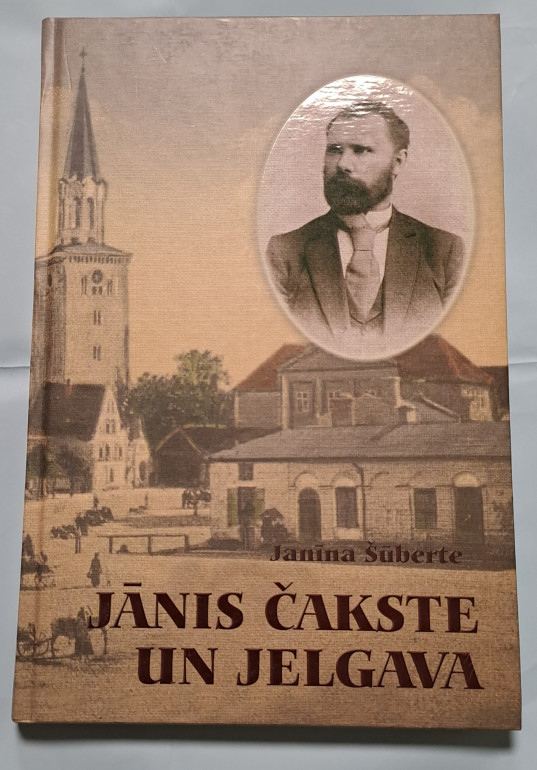 Janīna Šūberte
JĀNIS ČAKSTE
UN JELGAVA